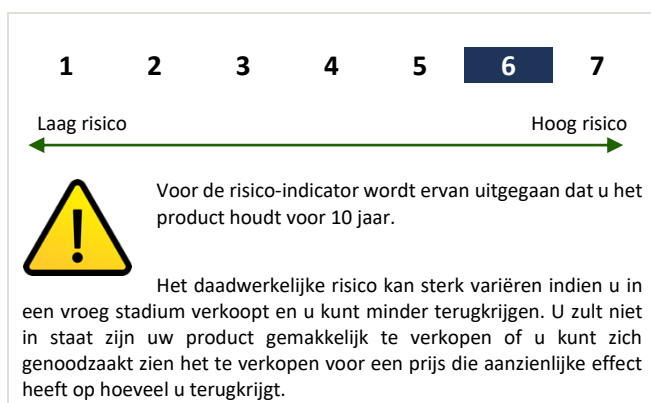 1 2 3 4 5 6 7
Laag risico Hoog risico
Voor de risico-indicator wordt ervan uitgegaan dat u het
product houdt voor 10 jaar.
Het daadwerkelijke risico kan sterk variëren indien u in
een vroeg stadium verkoopt en u kunt minder terugkrijgen. U zult niet
in staat zijn uw product gemakkelijk te verkopen of u kunt zich
genoodzaakt zien het te verkopen voor een prijs die aanzienlijke effect
heeft op hoeveel u terugkrijgt.